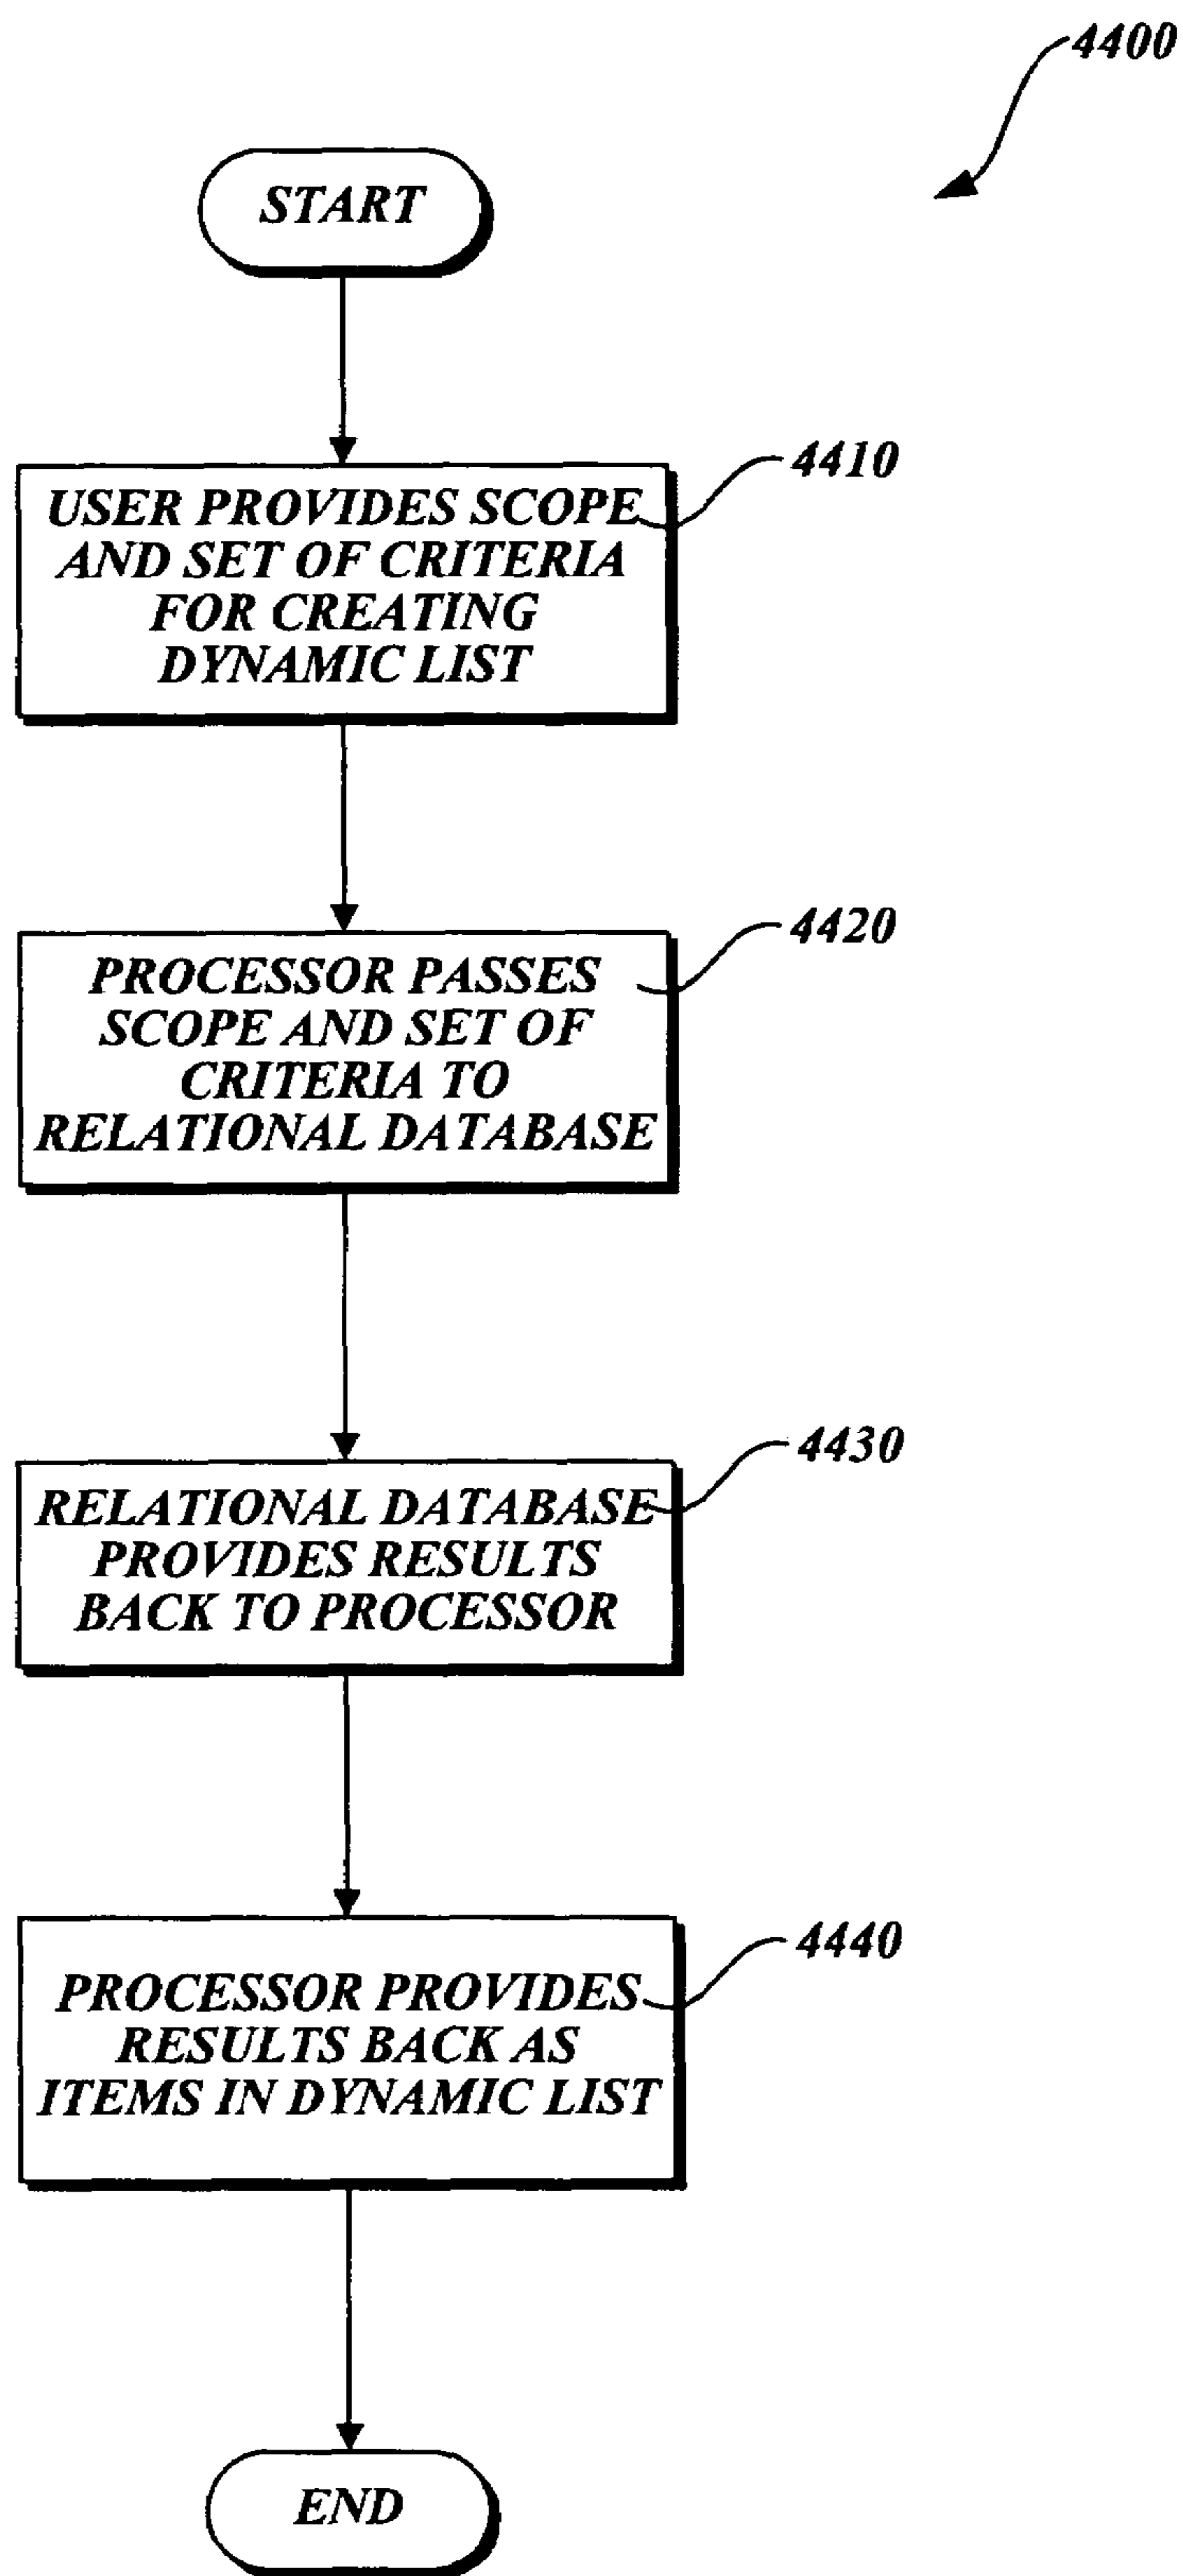 4400
START
4410
USER PROVIDES SCOPE
AND SET OF CRITERIA
FOR CREATING
DYNAMIC LIST
4420
PROCESSOR PASSES
SCOPE AND SET OF
CRITERIA TO
RELATIONAL DATABASE
4430
RELATIONAL DATABASE
PROVIDES RESULTS
BACK TO PROCESSOR
4440
PROCESSOR PROVIDES
RESULTS BACK AS
ITEMS IN DYNAMIC LIST
END